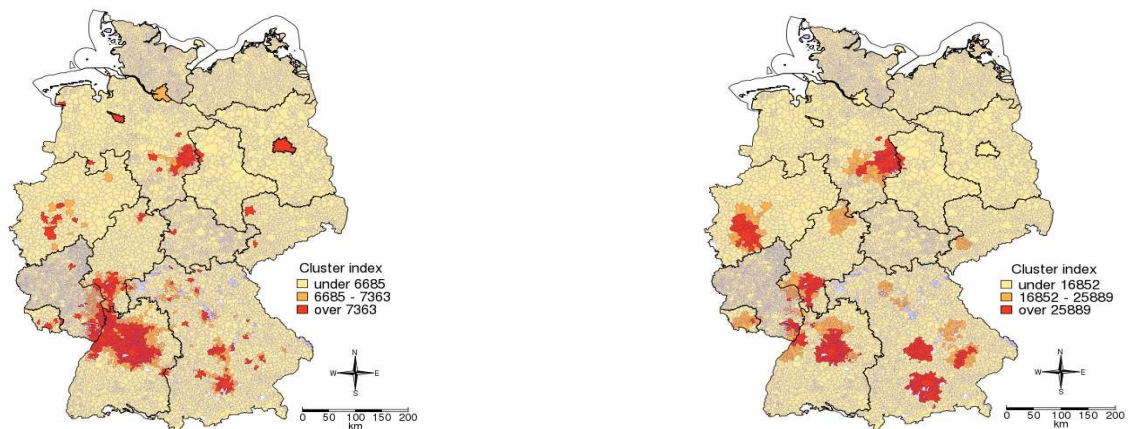 Cluster index
under 6685
6685 - 7363
over 7363
N
W E
S
0 50 100 150 200
km
Cluster index
under 16852
16852 - 25889
over 25889
N
W E
S
0 50 100 150 200
km